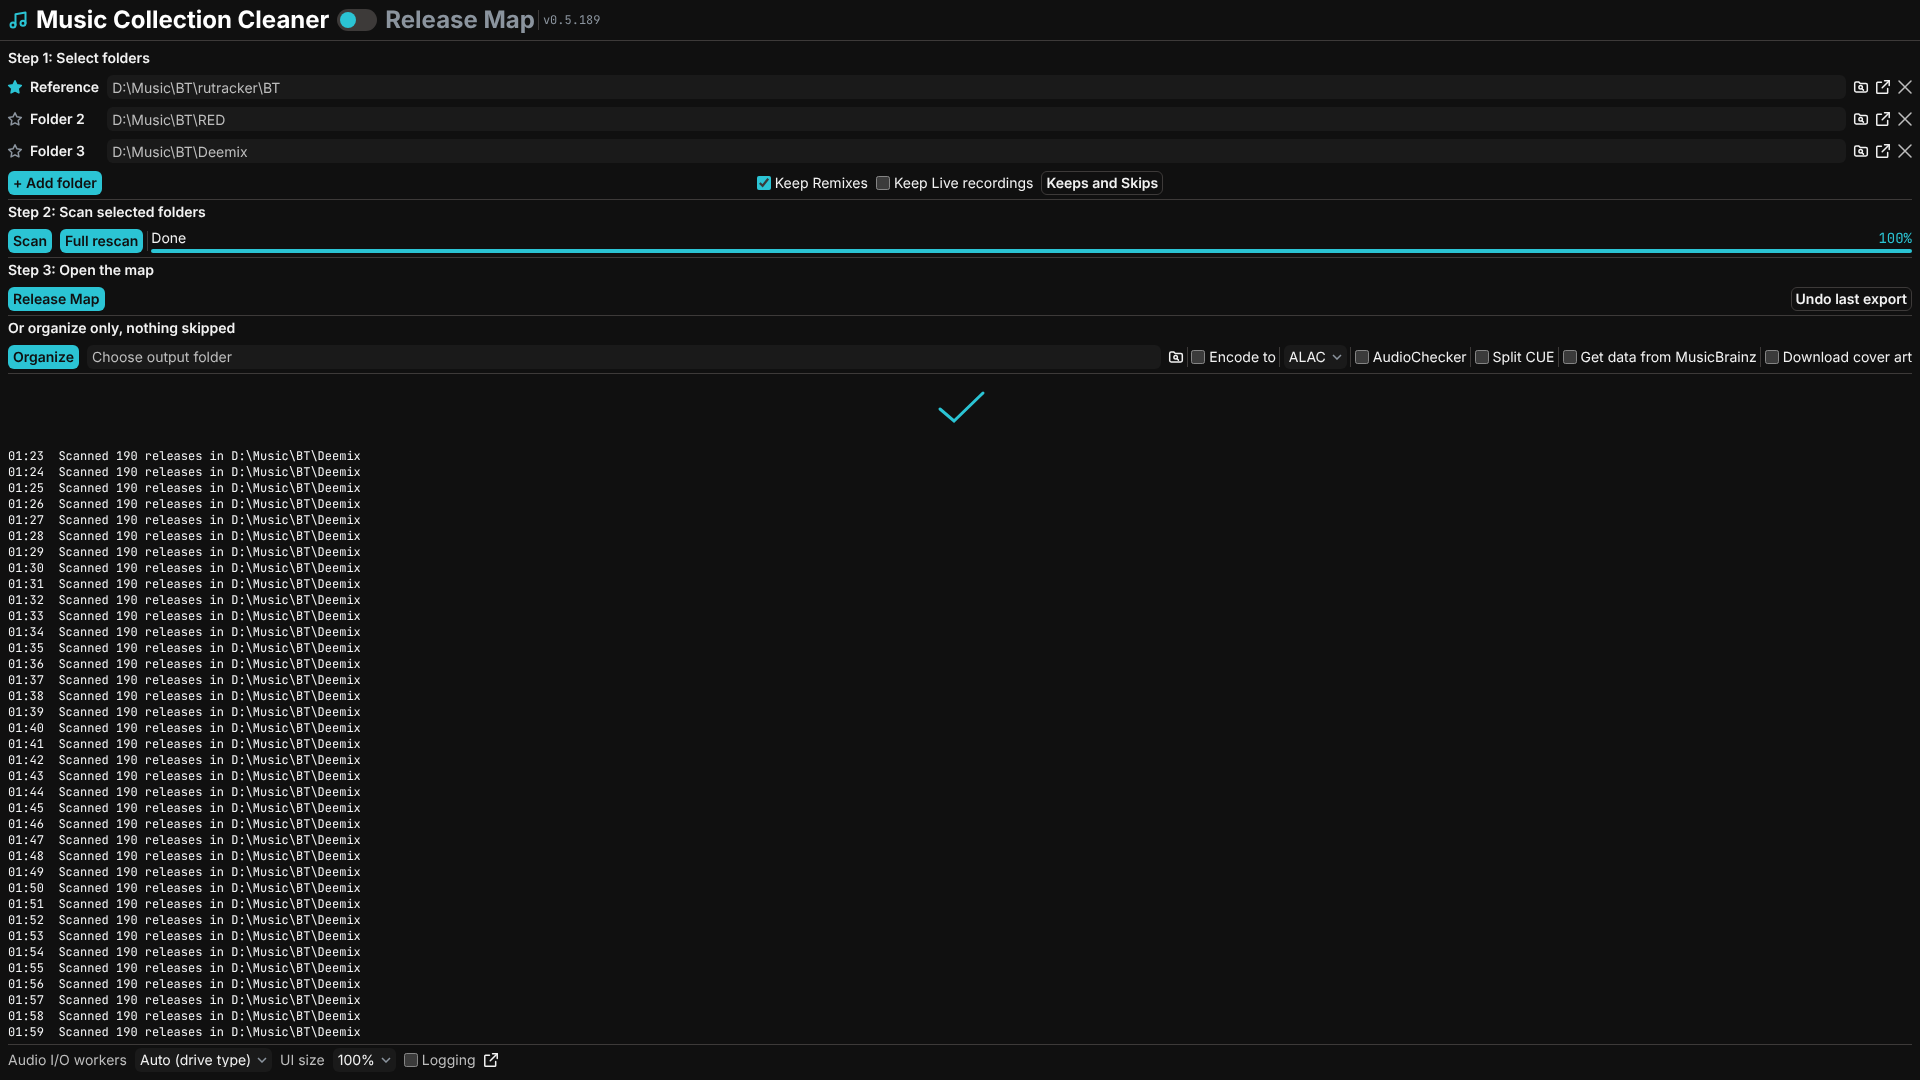 Music Collection Cleaner Release Map v0.5.189
Step 1: Select folders
Reference D:\Music\BT\rutracker\BT
Folder 2 D:\Music\BT\RED
Folder 3 D:\Music\BT\Deemix
+ Add folder Keep Remixes Keep Live recordings Keeps and Skips
Step 2: Scan selected folders
Scan Full rescan Done 100%
Step 3: Open the map
Release Map Undo last export
Or organize only, nothing skipped
Organize Choose output folder Encode to ALAC AudioChecker Split CUE Get data from MusicBrainz Download cover art
01:23 Scanned 190 releases in D:\Music\BT\Deemix
01:24 Scanned 190 releases in D:\Music\BT\Deemix
01:25 Scanned 190 releases in D:\Music\BT\Deemix
01:26 Scanned 190 releases in D:\Music\BT\Deemix
01:27 Scanned 190 releases in D:\Music\BT\Deemix
01:28 Scanned 190 releases in D:\Music\BT\Deemix
01:29 Scanned 190 releases in D:\Music\BT\Deemix
01:30 Scanned 190 releases in D:\Music\BT\Deemix
01:31 Scanned 190 releases in D:\Music\BT\Deemix
01:32 Scanned 190 releases in D:\Music\BT\Deemix
01:33 Scanned 190 releases in D:\Music\BT\Deemix
01:34 Scanned 190 releases in D:\Music\BT\Deemix
01:35 Scanned 190 releases in D:\Music\BT\Deemix
01:36 Scanned 190 releases in D:\Music\BT\Deemix
01:37 Scanned 190 releases in D:\Music\BT\Deemix
01:38 Scanned 190 releases in D:\Music\BT\Deemix
01:39 Scanned 190 releases in D:\Music\BT\Deemix
01:40 Scanned 190 releases in D:\Music\BT\Deemix
01:41 Scanned 190 releases in D:\Music\BT\Deemix
01:42 Scanned 190 releases in D:\Music\BT\Deemix
01:43 Scanned 190 releases in D:\Music\BT\Deemix
01:44 Scanned 190 releases in D:\Music\BT\Deemix
01:45 Scanned 190 releases in D:\Music\BT\Deemix
01:46 Scanned 190 releases in D:\Music\BT\Deemix
01:47 Scanned 190 releases in D:\Music\BT\Deemix
01:48 Scanned 190 releases in D:\Music\BT\Deemix
01:49 Scanned 190 releases in D:\Music\BT\Deemix
01:50 Scanned 190 releases in D:\Music\BT\Deemix
01:51 Scanned 190 releases in D:\Music\BT\Deemix
01:52 Scanned 190 releases in D:\Music\BT\Deemix
01:53 Scanned 190 releases in D:\Music\BT\Deemix
01:54 Scanned 190 releases in D:\Music\BT\Deemix
01:55 Scanned 190 releases in D:\Music\BT\Deemix
01:56 Scanned 190 releases in D:\Music\BT\Deemix
01:57 Scanned 190 releases in D:\Music\BT\Deemix
01:58 Scanned 190 releases in D:\Music\BT\Deemix
01:59 Scanned 190 releases in D:\Music\BT\Deemix
Audio I/O workers Auto (drive type) UI size 100% Logging